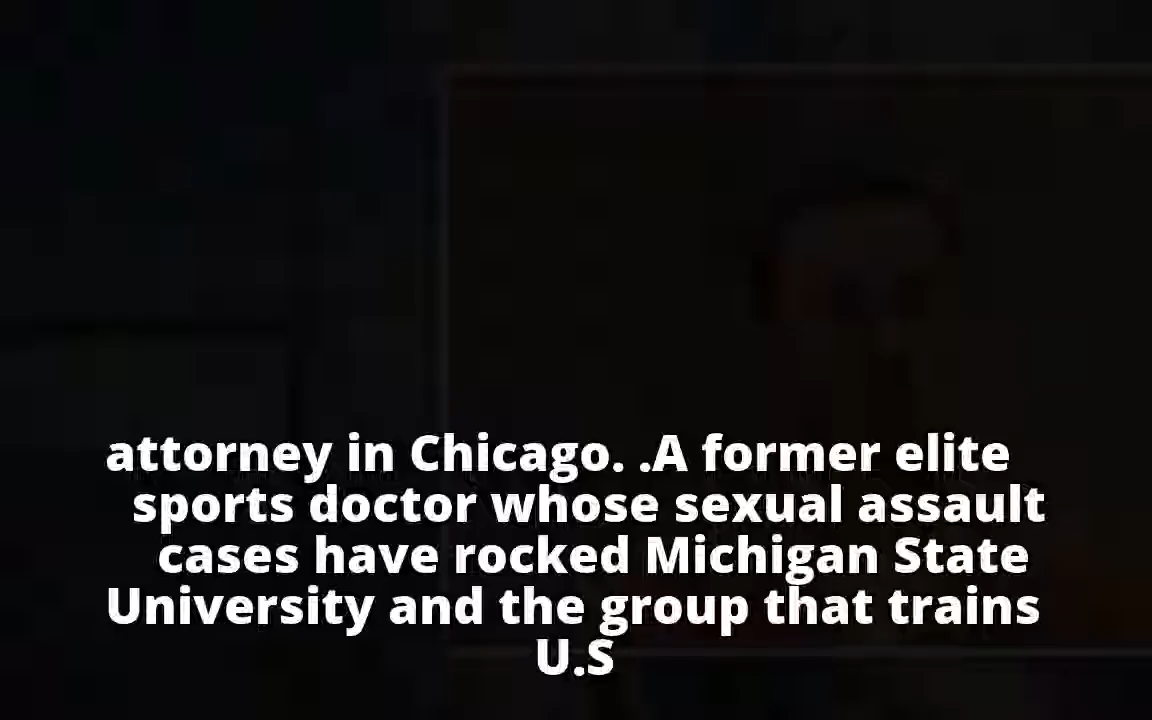 attorney in Chicago. .A former elite
sports doctor whose sexual assault
cases have rocked Michigan State
University and the group that trains
U.S